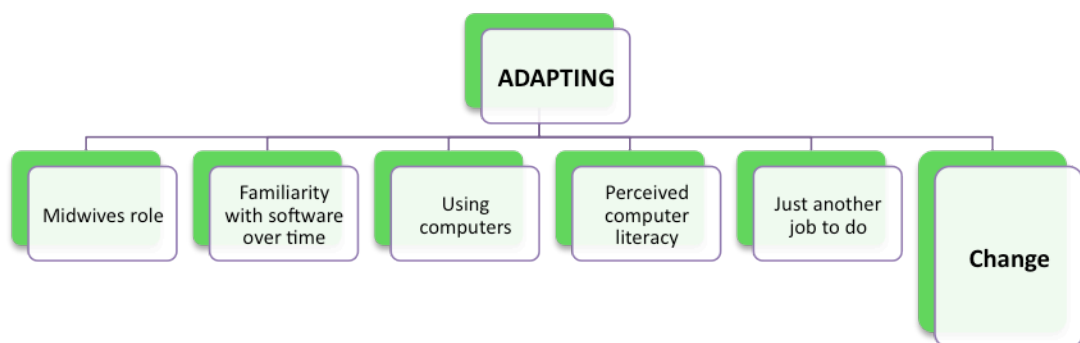 ADAPTING
Midwives role
Familiarity
with software
over time
Using
computers
Perceived
computer
literacy
Just another
job to do
Change